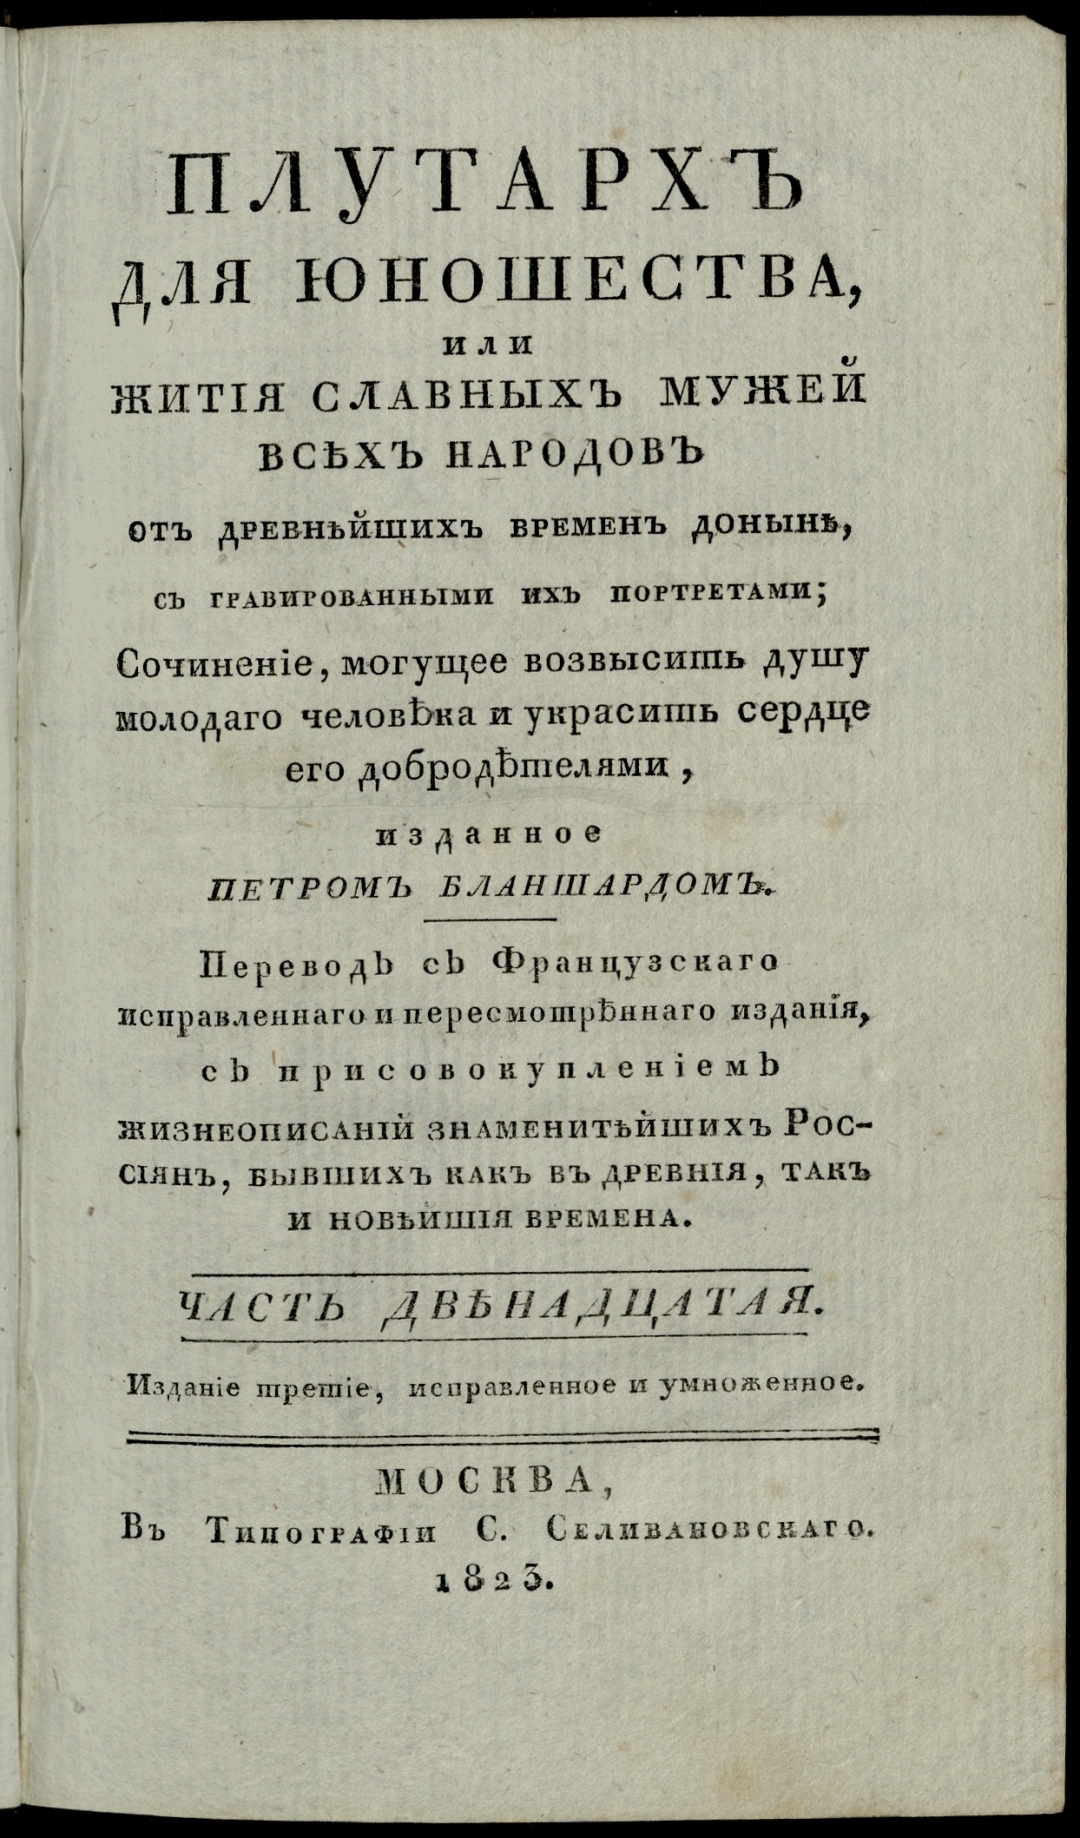 ПЛУТАРХЪ
ДЛЯ ЮНОШЕСТВА,
или
ЖИТІЯ СЛАВНЫХЪ МУЖЕЙ
ВСѢХЪ НАРОДОВЪ
ОТЪ ДРЕВНѢЙШИХЪ ВРЕМЕНЪ ДОНЫНѢ,
СЪ ГРАВИРОВАННЫМИ ИХЪ ПОРТРЕТАМИ;
Сочиненіе, могущее возвысить душу
молодаго человѣка и украсить сердце
его добродѣтелями,
изданное
ПЕТРОМЪ БЛАНШАРДОМЪ.
Переводъ съ Французскаго
исправленнаго и пересмотрѣннаго изданія,
съ присовокупленіемъ
ЖИЗНЕОПИСАНІЙ ЗНАМЕНИТѢЙШИХЪ РОС-
СІЯНЪ, БЫВШИХЪ КАКЪ ВЪ ДРЕВНІЯ, ТАКЪ
И НОВѢИШІЯ ВРЕМЕНА.
ЧАСТЬ ДВѢНАДЦАТАЯ.
Изданіе третіе, исправленное и умноженное.
МОСКВА,
Въ Типографіи С. Селивановскаго.
1823.